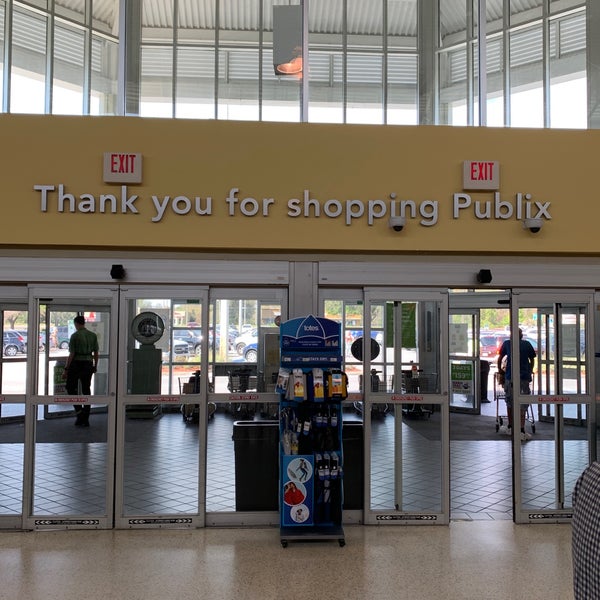 EXIT
EXIT
Thank you for shopping Publix
totes